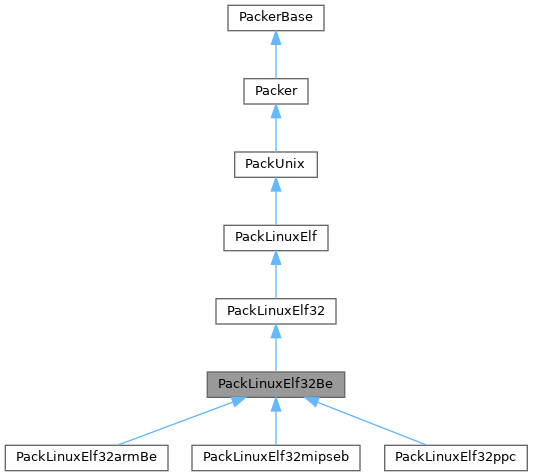 PackerBase
Packer
PackUnix
PackLinuxElf
PackLinuxElf32
PackLinuxElf32Be
PackLinuxElf32armBe
PackLinuxElf32mipseb
PackLinuxElf32ppc